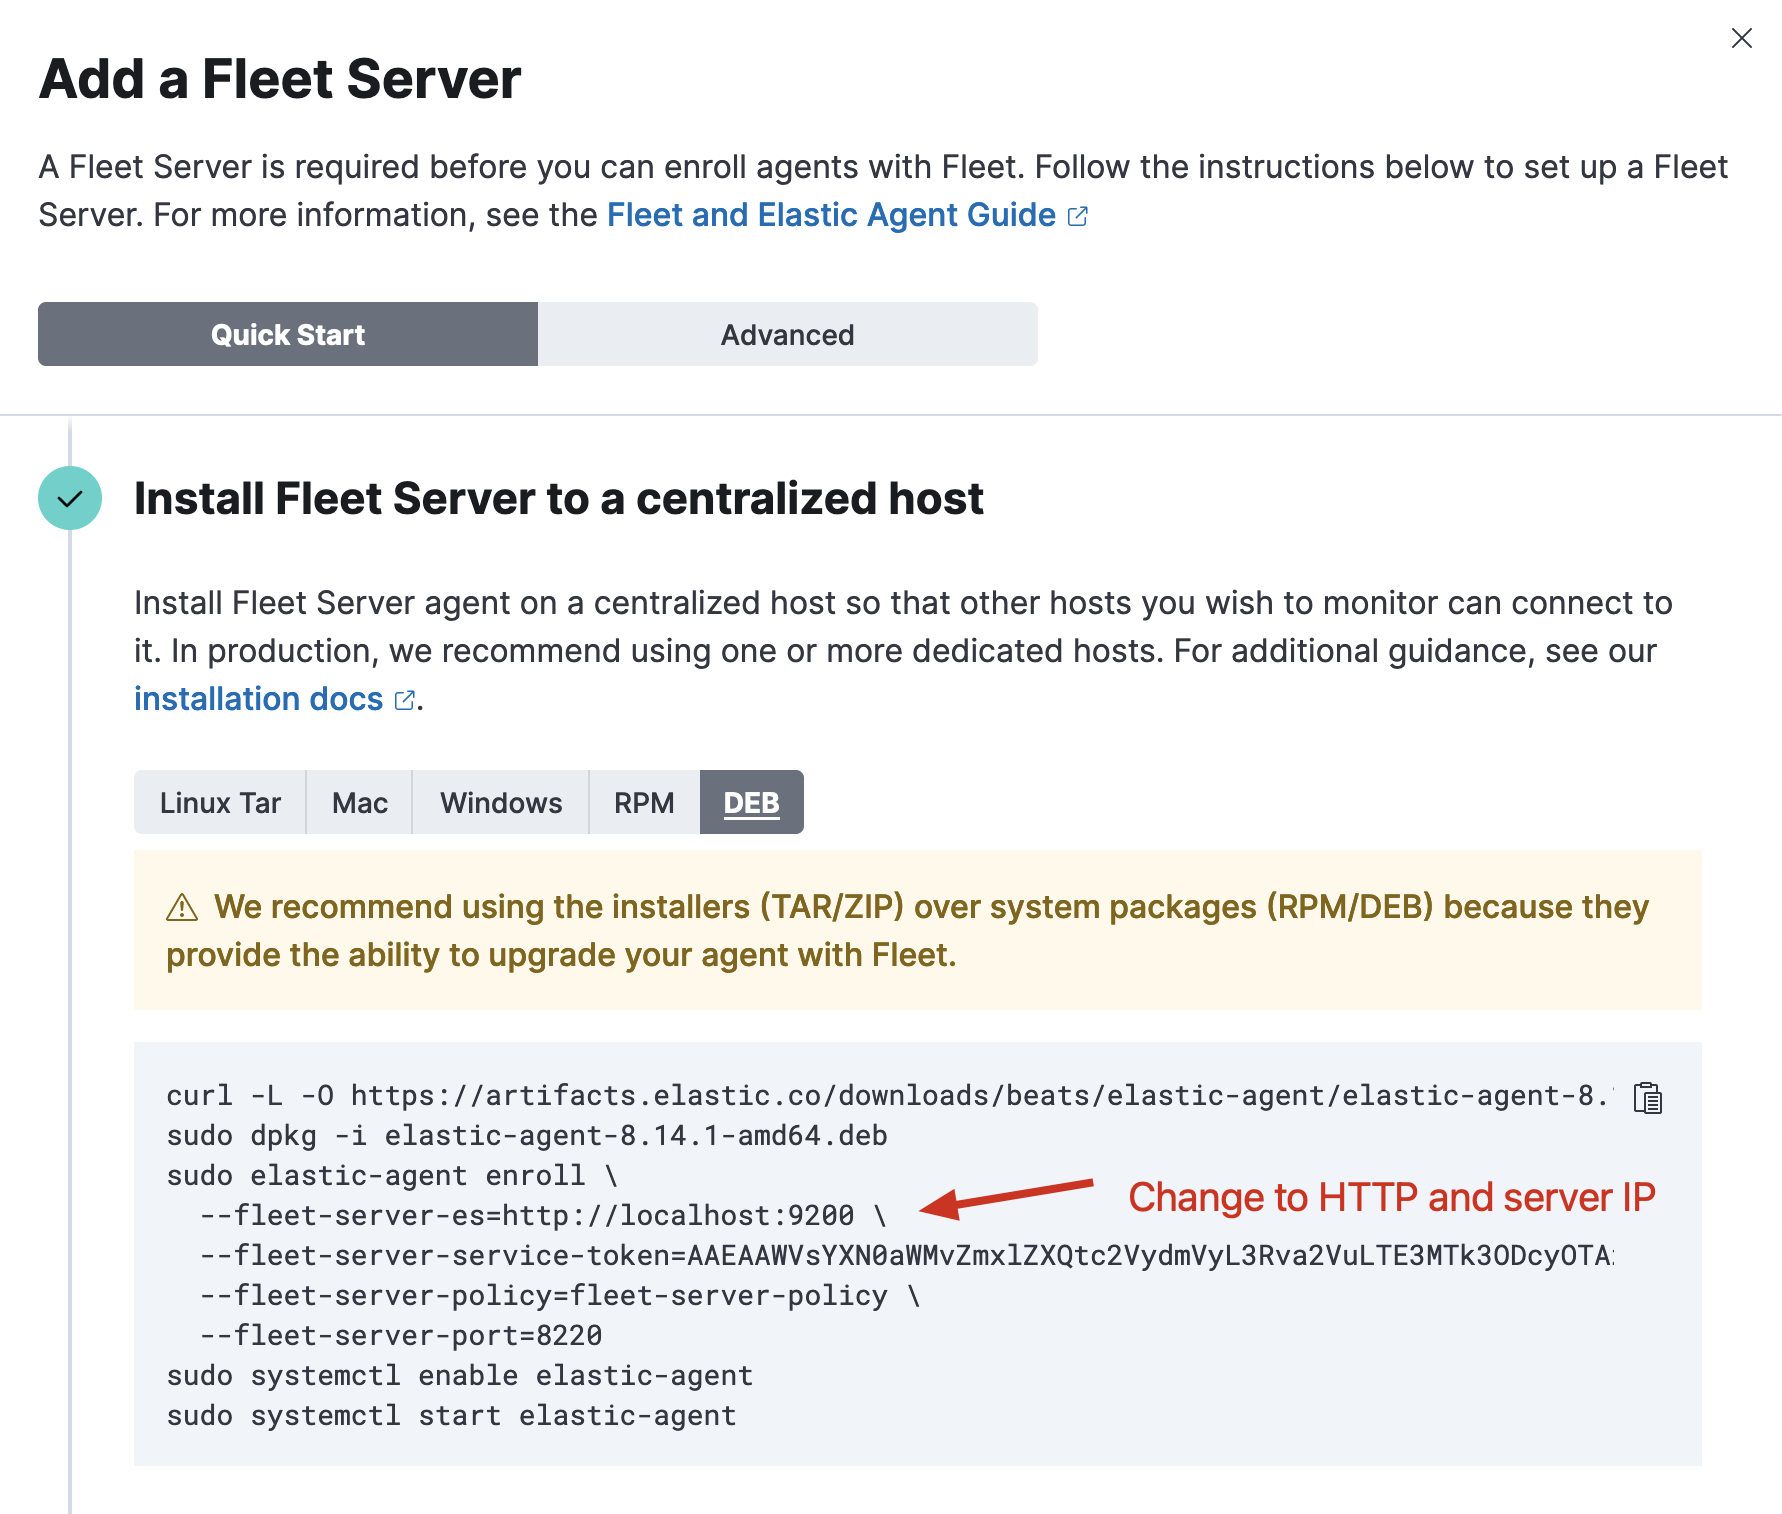 Add a Fleet Server
A Fleet Server is required before you can enroll agents with Fleet. Follow the instructions below to set up a Fleet
Server. For more information, see the Fleet and Elastic Agent Guide
Quick Start
Advanced
Install Fleet Server to a centralized host
Install Fleet Server agent on a centralized host so that other hosts you wish to monitor can connect to
it. In production, we recommend using one or more dedicated hosts. For additional guidance, see our
installation docs.
Linux Tar
Mac
Windows
RPM
DEB
We recommend using the installers (TAR/ZIP) over system packages (RPM/DEB) because they
provide the ability to upgrade your agent with Fleet.
curl -L -O https://artifacts.elastic.co/downloads/beats/elastic-agent/elastic-agent-8.
sudo dpkg -i elastic-agent-8.14.1-amd64.deb
sudo elastic-agent enroll \
--fleet-server-es=http://localhost:9200 \
Change to HTTP and server IP
--fleet-server-service-token=AAEAAWVsYXN0aWMvZmxlZXQtc2VydmVyL3Rva2VuLTE3MTk3ODcyOTA
--fleet-server-policy=fleet-server-policy \
--fleet-server-port=8220
sudo systemctl enable elastic-agent
sudo systemctl start elastic-agent